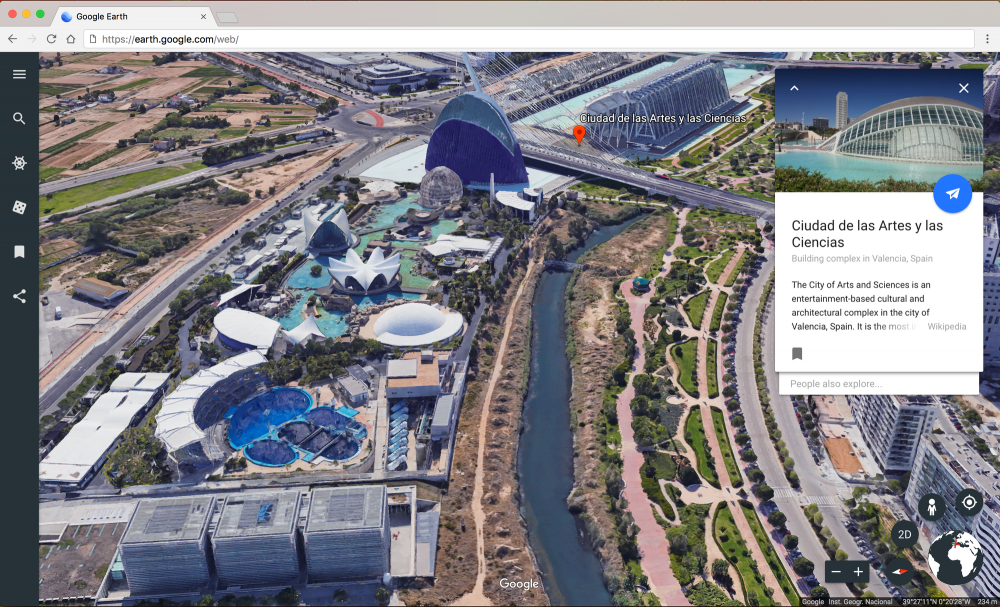 Google Earth
https://earth.google.com/web/
Ciudad de las Artes y las Ciencias
Ciudad de las Artes y las
Ciencias
Building complex in Valencia, Spain
The City of Arts and Sciences is an
entertainment-based cultural and
architectural complex in the city of
Valencia, Spain. It is the most i Wikipedia
People also explore...
2D
Google
Google Inst. Geogr. Nacional 39°27'11"N 0°20'28"W 234 m